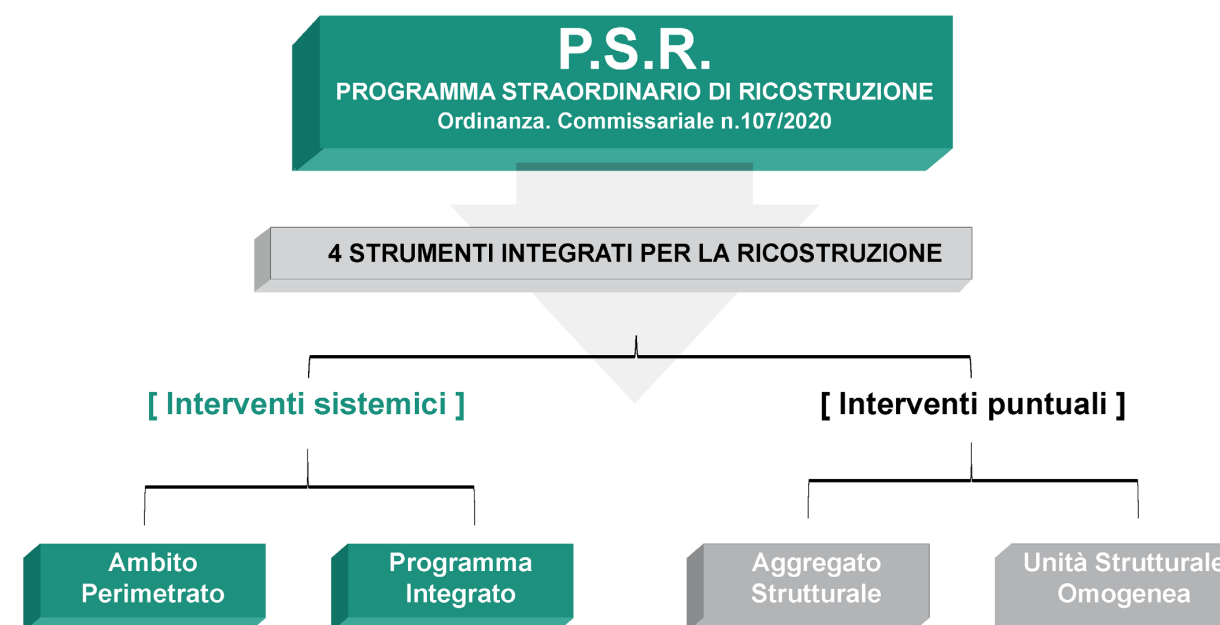 P.S.R.
PROGRAMMA STRAORDINARIO DI RICOSTRUZIONE
Ordinanza. Commissariale n.107/2020
4 STRUMENTI INTEGRATI PER LA RICOSTRUZIONE
[ Interventi sistemici ]
[ Interventi puntuali ]
Ambito
Perimetrato
Programma
Integrato
Aggregato
Strutturale
Unità Strutturale
Omogenea